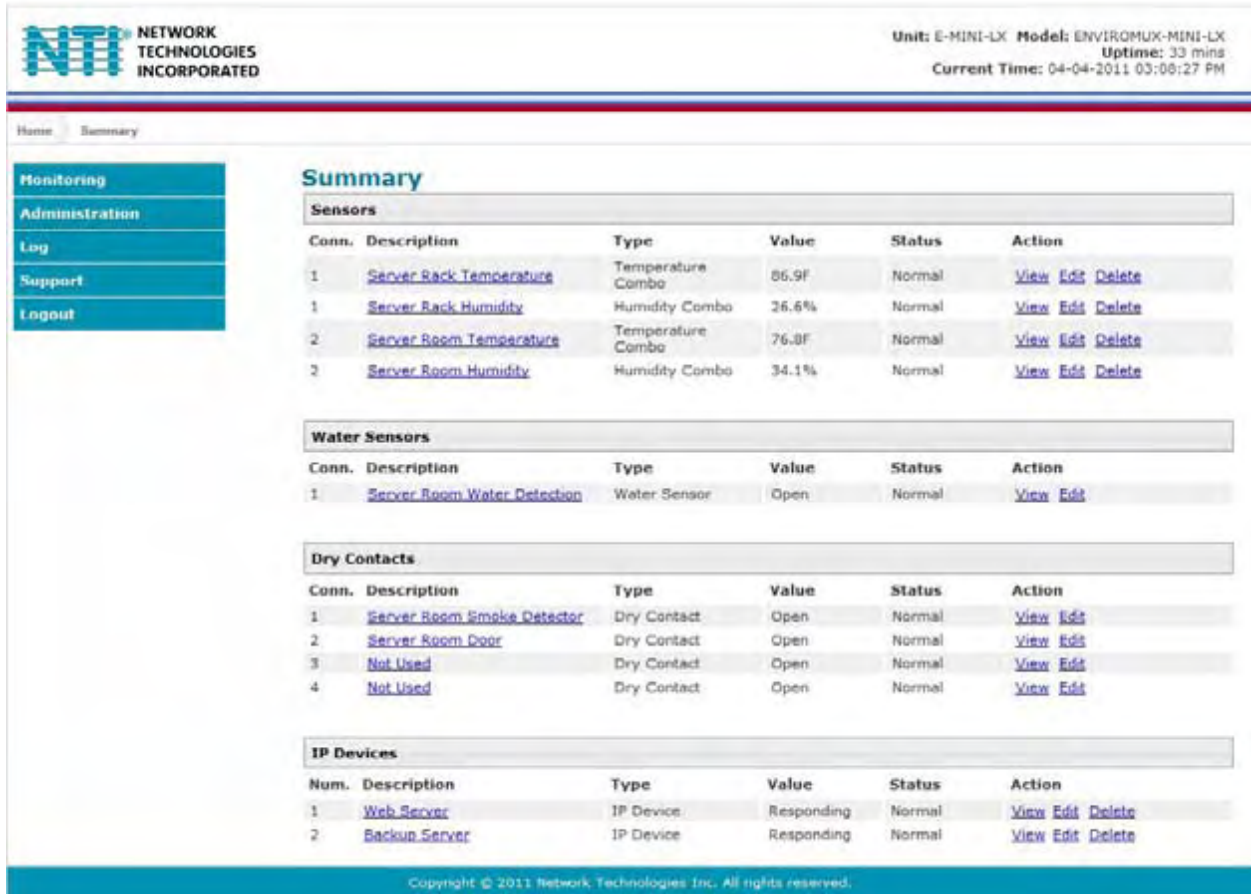 NTI NETWORK
TECHNOLOGIES
INCORPORATED
Unit: E-MINI-LX Model: ENVIROMUX-MINI-LX
Uptime: 33 mins
Current Time: 04-04-2011 03:08:27 PM
Home Summary
Monitoring
Administration
Log
Support
Logout
Summary
Sensors
Conn. Description Type Value Status Action
1 Server Rack Temperature Temperature Combo 86.9F Normal View Edit Delete
1 Server Rack Humidity Humidity Combo 26.6% Normal View Edit Delete
2 Server Room Temperature Temperature Combo 76.8F Normal View Edit Delete
2 Server Room Humidity Humidity Combo 34.1% Normal View Edit Delete
Water Sensors
Conn. Description Type Value Status Action
1 Server Room Water Detection Water Sensor Open Normal View Edit
Dry Contacts
Conn. Description Type Value Status Action
1 Server Room Smoke Detector Dry Contact Open Normal View Edit
2 Server Room Door Dry Contact Open Normal View Edit
3 Not Used Dry Contact Open Normal View Edit
4 Not Used Dry Contact Open Normal View Edit
IP Devices
Num. Description Type Value Status Action
1 Web Server IP Device Responding Normal View Edit Delete
2 Backup Server IP Device Responding Normal View Edit Delete
Copyright © 2011 Network Technologies Inc. All rights reserved.